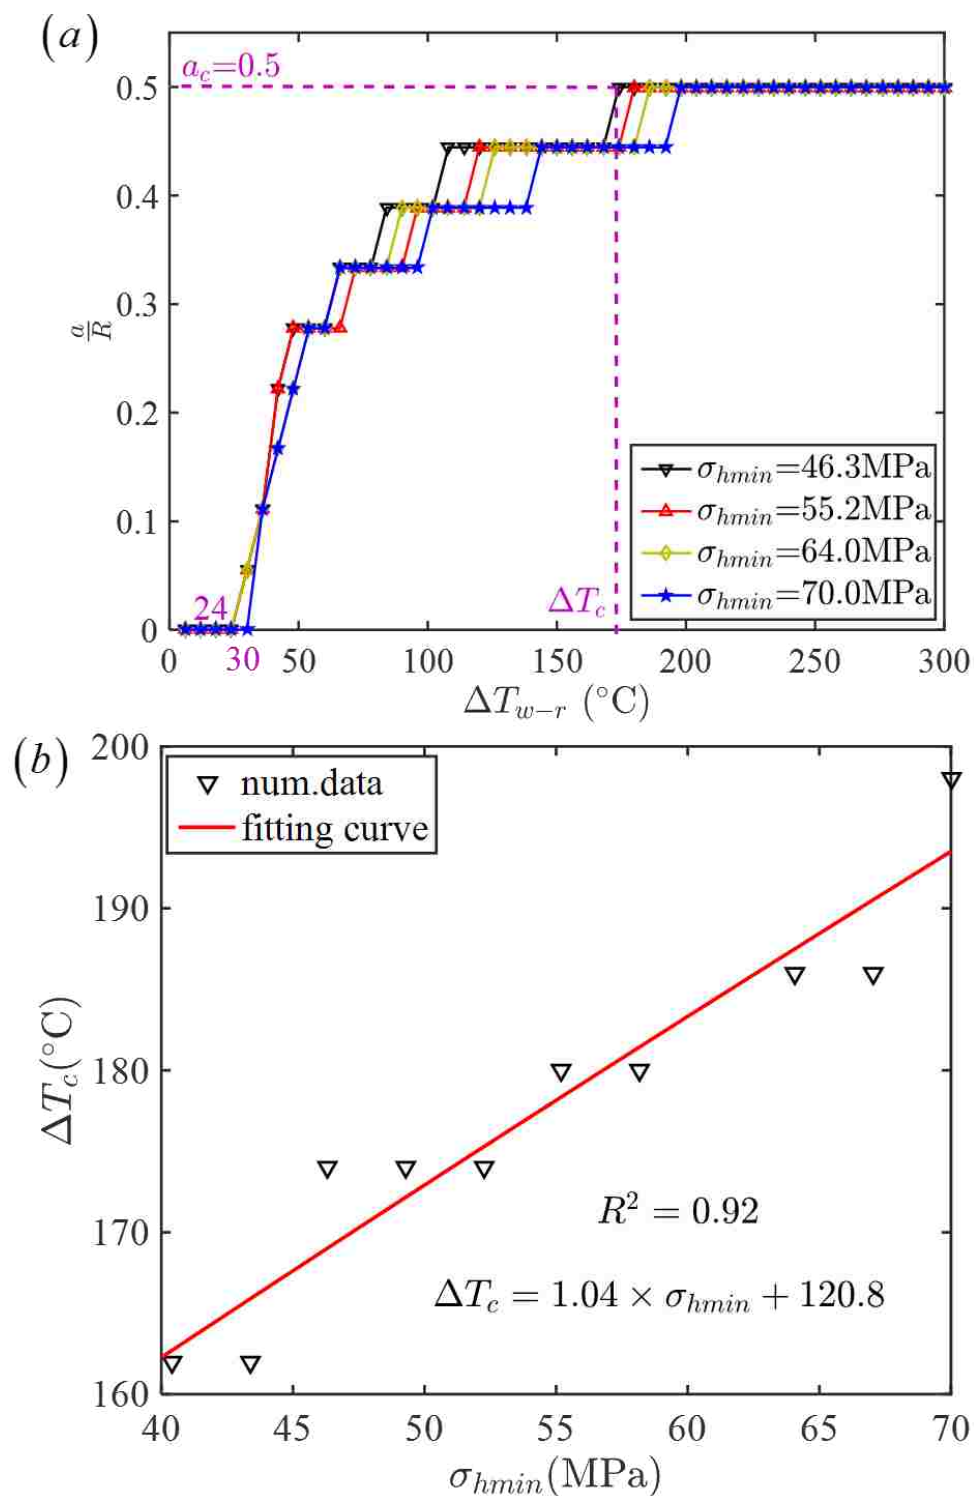 (a)
a_c=0.5
0.5
0.4
0.3
a/R
0.2
0.1
0
24
30
ΔT_c
σ_hmin=46.3MPa
σ_hmin=55.2MPa
σ_hmin=64.0MPa
σ_hmin=70.0MPa
0 50 100 150 200 250 300
ΔT_w−r (°C)
(b)
200
190
180
170
160
ΔT_c(°C)
num.data
fitting curve
R² = 0.92
ΔT_c = 1.04 × σ_hmin + 120.8
40 45 50 55 60 65 70
σ_hmin(MPa)